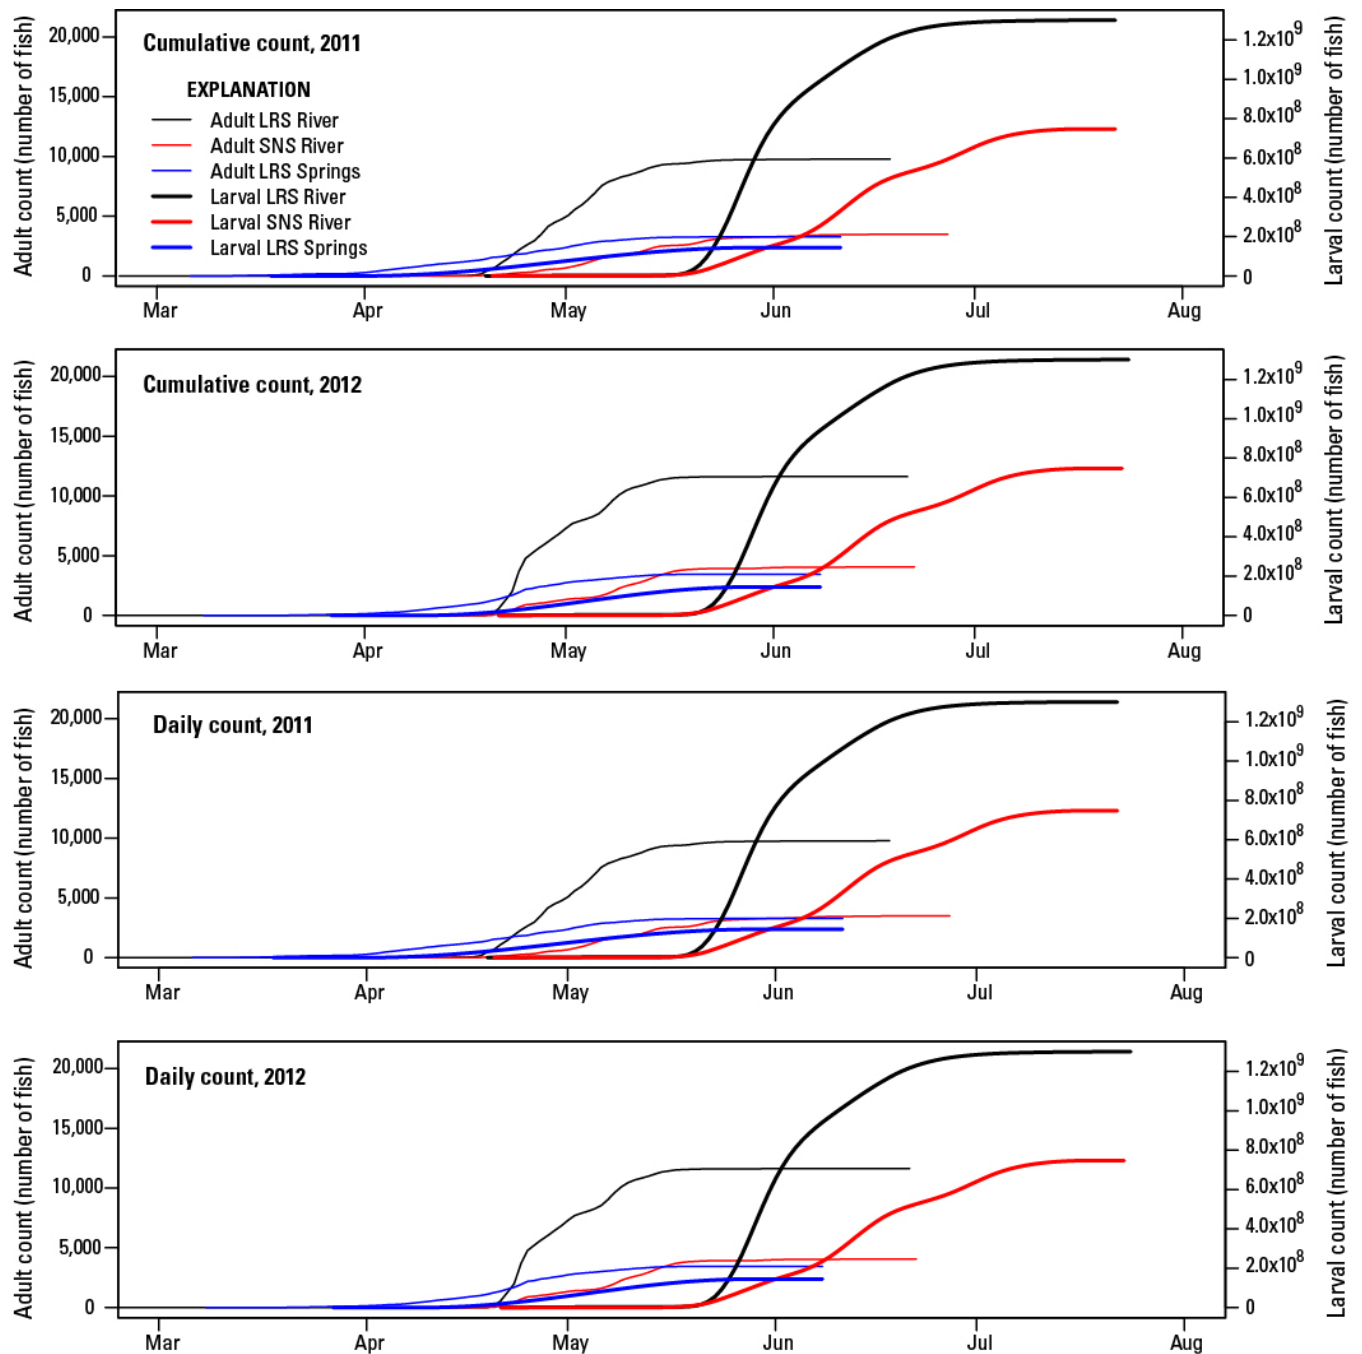 Cumulative count, 2011
EXPLANATION
Adult LRS River
Adult SNS River
Adult LRS Springs
Larval LRS River
Larval SNS River
Larval LRS Springs
Adult count (number of fish)
20,000
15,000
10,000
5,000
0
Larval count (number of fish)
1.2x10⁹
1.0x10⁹
8.0x10⁸
6.0x10⁸
4.0x10⁸
2.0x10⁸
0
Mar Apr May Jun Jul Aug
Cumulative count, 2012
Adult count (number of fish)
20,000
15,000
10,000
5,000
0
Larval count (number of fish)
1.2x10⁹
1.0x10⁹
8.0x10⁸
6.0x10⁸
4.0x10⁸
2.0x10⁸
0
Mar Apr May Jun Jul Aug
Daily count, 2011
Adult count (number of fish)
20,000
15,000
10,000
5,000
0
Larval count (number of fish)
1.2x10⁹
1.0x10⁹
8.0x10⁸
6.0x10⁸
4.0x10⁸
2.0x10⁸
0
Mar Apr May Jun Jul Aug
Daily count, 2012
Adult count (number of fish)
20,000
15,000
10,000
5,000
0
Larval count (number of fish)
1.2x10⁹
1.0x10⁹
8.0x10⁸
6.0x10⁸
4.0x10⁸
2.0x10⁸
0
Mar Apr May Jun Jul Aug